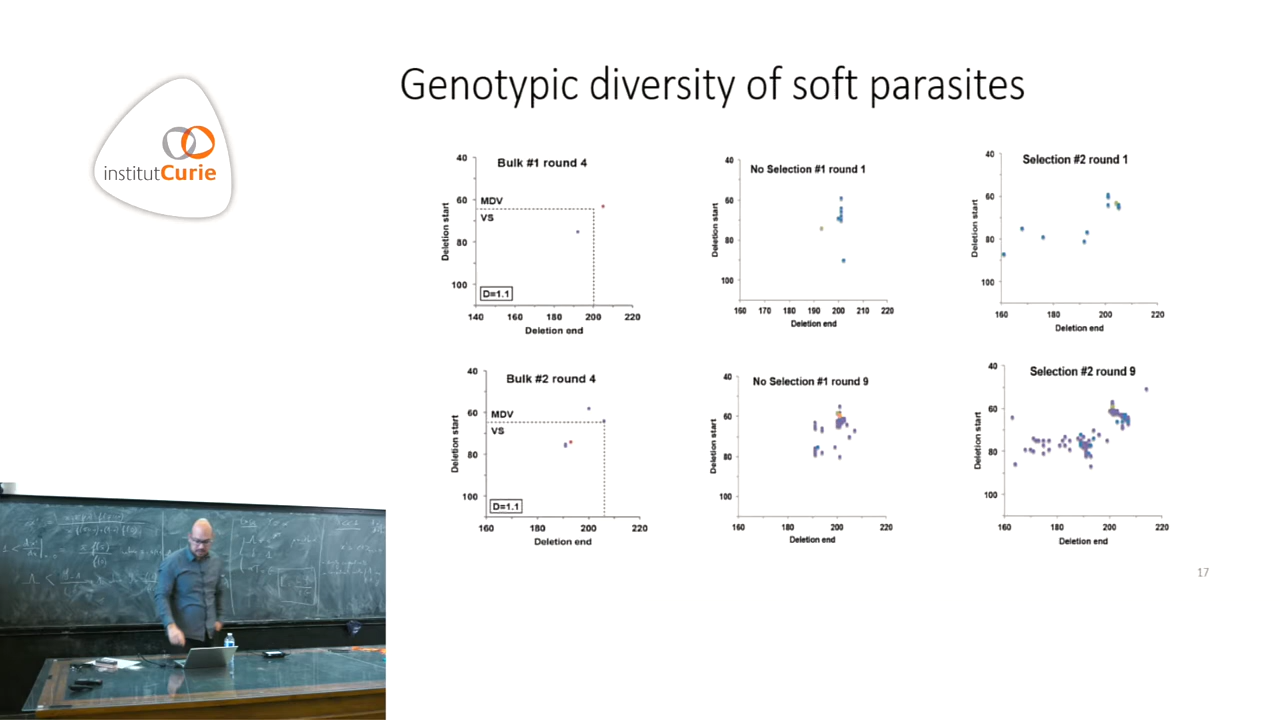 Genotypic diversity of soft parasites
institutCurie
Bulk #1 round 4
40
60
80
100
Deletion start
MDV
VS
D=1.1
140 160 180 200 220
Deletion end
No Selection #1 round 1
40
60
80
100
Deletion start
160 170 180 190 200 210 220
Deletion end
Selection #2 round 1
40
60
80
100
Deletion start
160 180 200 220
Deletion end
Bulk #2 round 4
40
60
80
100
Deletion start
MDV
VS
D=1.1
160 180 200 220
Deletion end
No Selection #1 round 9
40
60
80
100
Deletion start
160 180 200 220
Deletion end
Selection #2 round 9
40
60
80
100
Deletion start
160 180 200 220
Deletion end
17